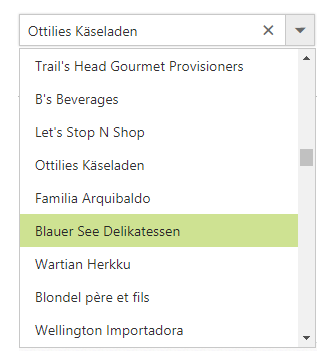 Ottilies Käseladen
Trail's Head Gourmet Provisioners
B's Beverages
Let's Stop N Shop
Ottilies Käseladen
Familia Arquibaldo
Blauer See Delikatessen
Wartian Herkku
Blondel père et fils
Wellington Importadora